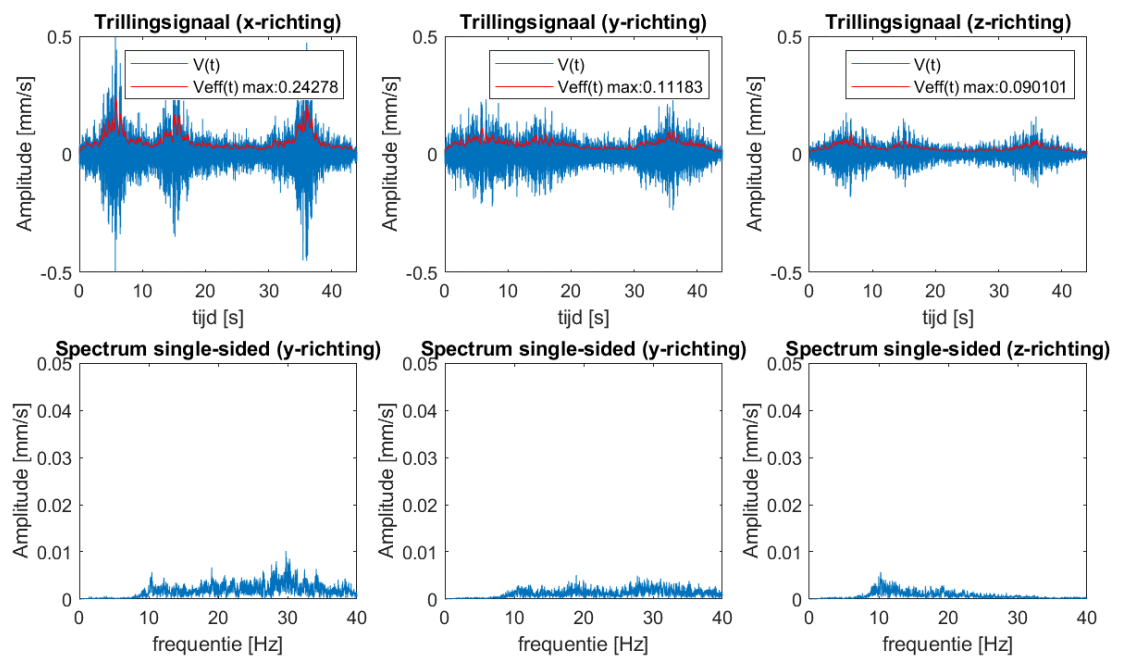 Trillingsignaal (x-richting)
0.5
0
-0.5
Amplitude [mm/s]
V(t)
Veff(t) max:0.24278
0 10 20 30 40
tijd [s]
Trillingsignaal (y-richting)
0.5
0
-0.5
Amplitude [mm/s]
V(t)
Veff(t) max:0.11183
0 10 20 30 40
tijd [s]
Trillingsignaal (z-richting)
0.5
0
-0.5
Amplitude [mm/s]
V(t)
Veff(t) max:0.090101
0 10 20 30 40
tijd [s]
Spectrum single-sided (y-richting)
0.05
0.04
0.03
0.02
0.01
0
Amplitude [mm/s]
0 10 20 30 40
frequentie [Hz]
Spectrum single-sided (y-richting)
0.05
0.04
0.03
0.02
0.01
0
Amplitude [mm/s]
0 10 20 30 40
frequentie [Hz]
Spectrum single-sided (z-richting)
0.05
0.04
0.03
0.02
0.01
0
Amplitude [mm/s]
0 10 20 30 40
frequentie [Hz]